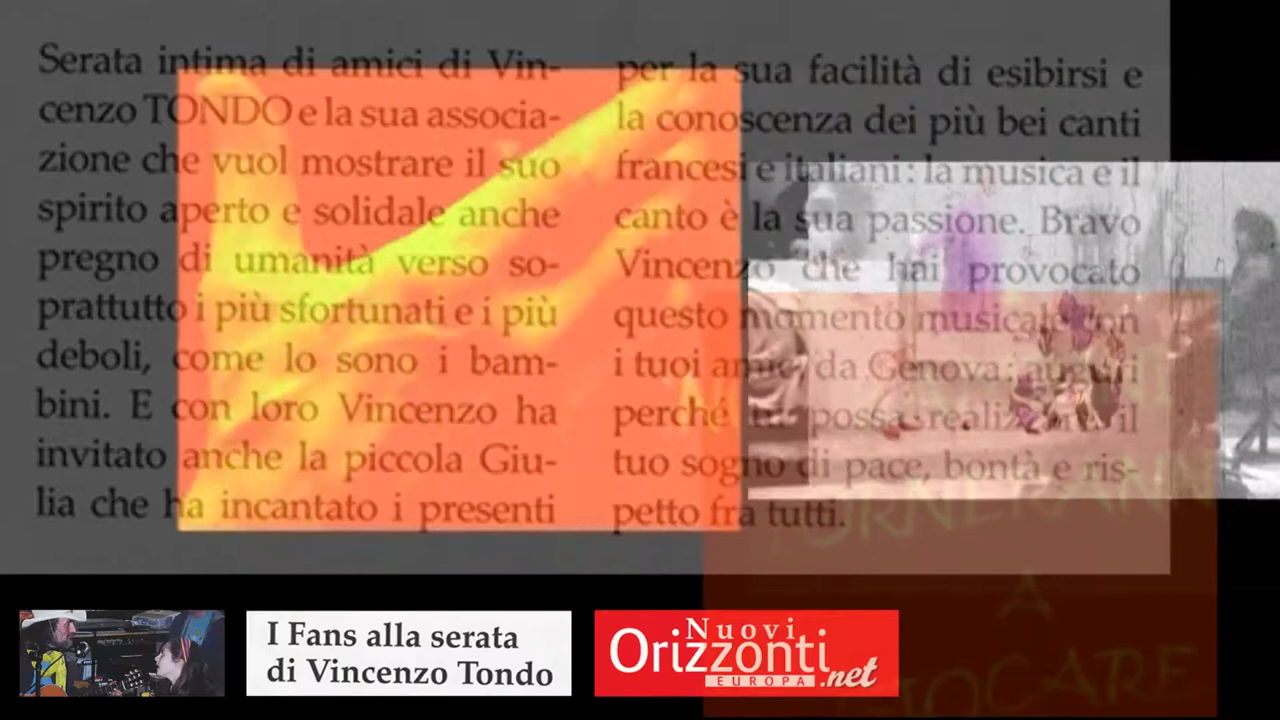 Serata intima di amici di Vin-
cenzo TONDO e la sua associa-
zione che vuol mostrare il suo
spirito aperto e solidale anche
pregno di umanità verso so-
prattutto i più sfortunati e i più
deboli, come lo sono i bam-
bini. E con loro Vincenzo ha
invitato anche la piccola Giu-
lia che ha incantato i presenti
per la sua facilità di esibirsi e
la conoscenza dei più bei canti
francesi e italiani: la musica e il
canto è la sua passione. Bravo
Vincenzo che hai provocato
questo momento musicale con
i tuoi amici da Genova: auguri
perché tu possa realizzare il
tuo sogno di pace, bontà e ris-
petto fra tutti.
TORNERANNO
A
GIOCARE
I Fans alla serata
di Vincenzo Tondo
Nuovi
Orizzonti
EUROPA .net